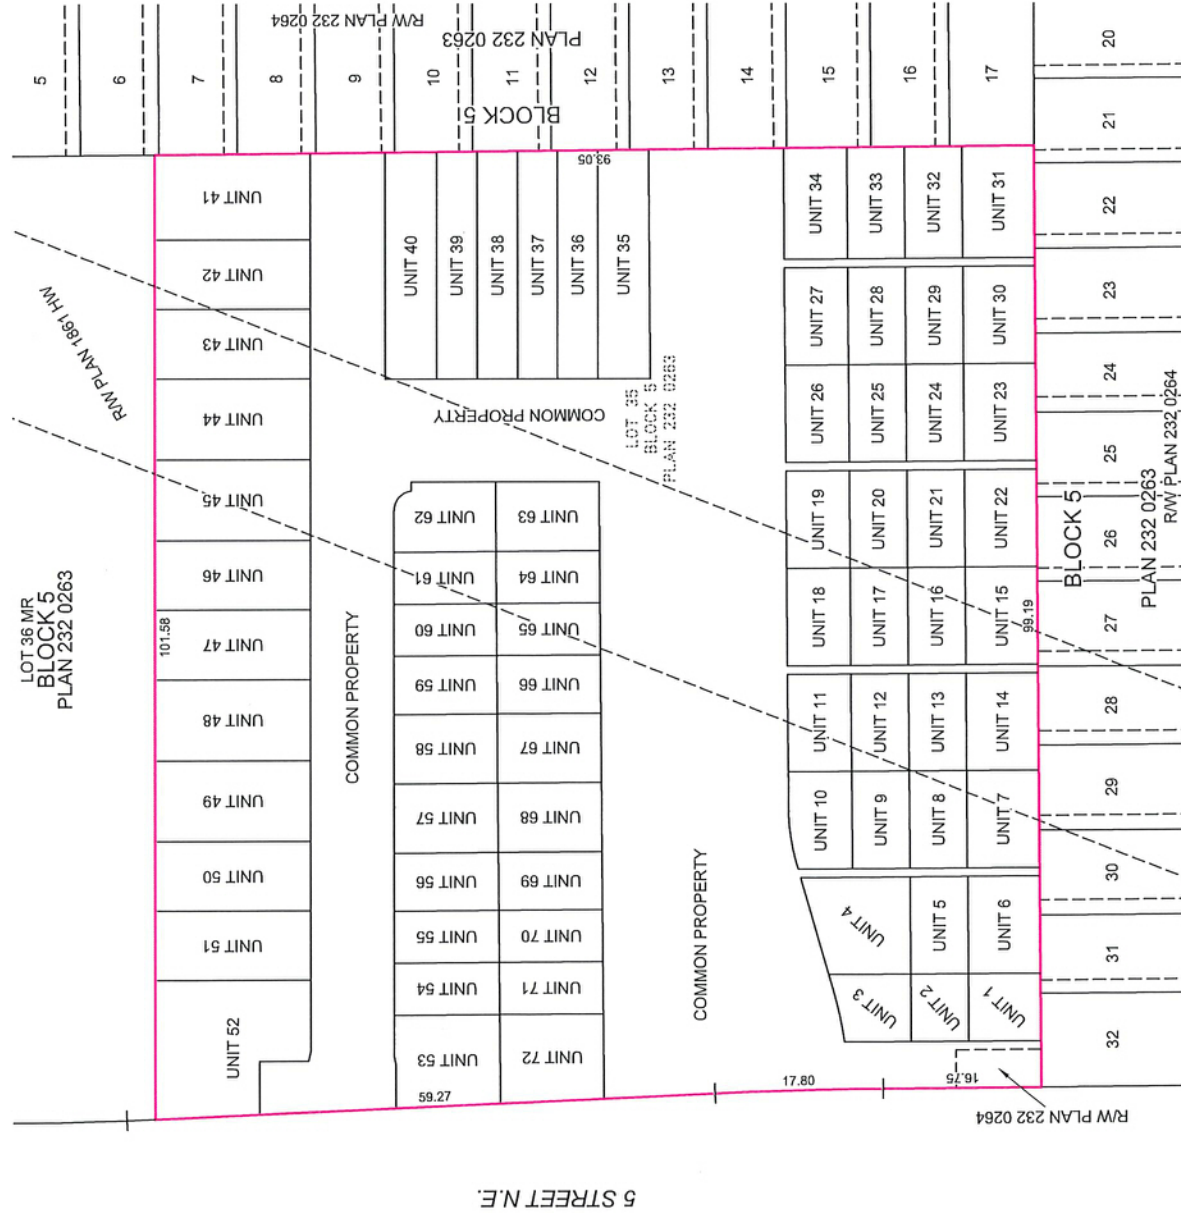 R/W PLAN 232 0264
PLAN 232 0263
BLOCK 5
5
6
7
8
9
10
11
12
13
14
15
16
17
20
21
22
23
24
25
26
27
28
29
30
31
32
LOT 36 MR
BLOCK 5
PLAN 232 0263
R/W PLAN 1861 HW
101.58
93.05
UNIT 41
UNIT 42
UNIT 43
UNIT 44
UNIT 45
UNIT 46
UNIT 47
UNIT 48
UNIT 49
UNIT 50
UNIT 51
UNIT 52
COMMON PROPERTY
UNIT 40
UNIT 39
UNIT 38
UNIT 37
UNIT 36
UNIT 35
COMMON PROPERTY
LOT 35
BLOCK 5
PLAN 232 0263
UNIT 62
UNIT 61
UNIT 60
UNIT 59
UNIT 58
UNIT 57
UNIT 56
UNIT 55
UNIT 54
UNIT 53
UNIT 63
UNIT 64
UNIT 65
UNIT 66
UNIT 67
UNIT 68
UNIT 69
UNIT 70
UNIT 71
UNIT 72
59.27
COMMON PROPERTY
UNIT 34
UNIT 33
UNIT 32
UNIT 31
UNIT 27
UNIT 28
UNIT 29
UNIT 30
UNIT 26
UNIT 25
UNIT 24
UNIT 23
UNIT 19
UNIT 20
UNIT 21
UNIT 22
UNIT 18
UNIT 17
UNIT 16
UNIT 15
UNIT 11
UNIT 12
UNIT 13
UNIT 14
UNIT 10
UNIT 9
UNIT 8
UNIT 7
UNIT 4
UNIT 5
UNIT 6
UNIT 3
UNIT 2
UNIT 1
99.19
17.80
16.75
BLOCK 5
PLAN 232 0263
R/W PLAN 232 0264
R/W PLAN 232 0264
5 STREET N.E.